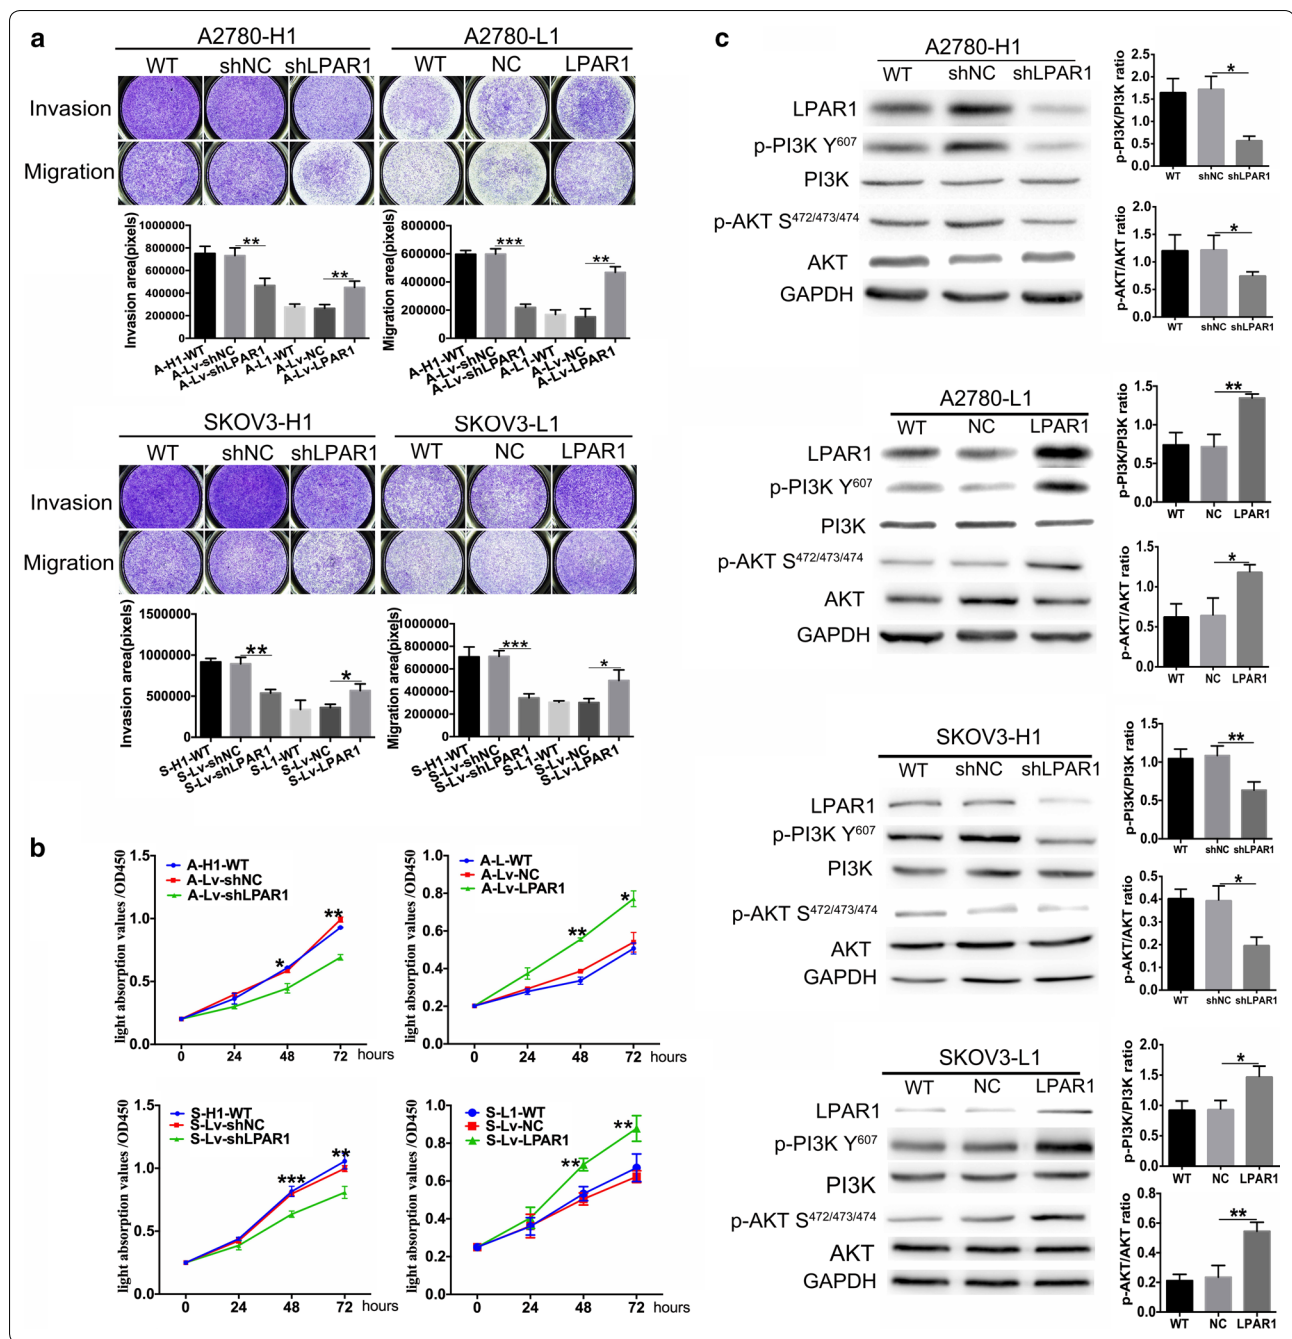 a
A2780-H1
A2780-L1
WT shNC shLPAR1
WT NC LPAR1
Invasion
Migration
Invasion area(pixels)
1000000
800000
600000
400000
200000
0
**
**
A-H1-WT
A-Lv-shNC
A-Lv-shLPAR1
A-L1-WT
A-Lv-NC
A-Lv-LPAR1
Migration area(pixels)
800000
600000
400000
200000
0
***
**
A-H1-WT
A-Lv-shNC
A-Lv-shLPAR1
A-L1-WT
A-Lv-NC
A-Lv-LPAR1
SKOV3-H1
SKOV3-L1
WT shNC shLPAR1
WT NC LPAR1
Invasion
Migration
Invasion area(pixels)
1500000
1000000
500000
0
**
*
S-H1-WT
S-Lv-shNC
S-Lv-shLPAR1
S-L1-WT
S-Lv-NC
S-Lv-LPAR1
Migration area(pixels)
1000000
800000
600000
400000
200000
0
***
*
S-H1-WT
S-Lv-shNC
S-Lv-shLPAR1
S-L1-WT
S-Lv-NC
S-Lv-LPAR1
b
light absorption values /OD450
1.5
1.0
0.5
0.0
A-H1-WT
A-Lv-shNC
A-Lv-shLPAR1
*
**
0 24 48 72 hours
light absorption values /OD450
1.0
0.8
0.6
0.4
0.2
0.0
A-L-WT
A-Lv-NC
A-Lv-LPAR1
**
*
0 24 48 72 hours
light absorption values /OD450
1.5
1.0
0.5
0.0
S-H1-WT
S-Lv-shNC
S-Lv-shLPAR1
***
**
0 24 48 72 hours
light absorption values /OD450
1.0
0.8
0.6
0.4
0.2
0.0
S-L1-WT
S-Lv-NC
S-Lv-LPAR1
**
**
0 24 48 72 hours
c
A2780-H1
WT shNC shLPAR1
LPAR1
p-PI3K Y607
PI3K
p-AKT S472/473/474
AKT
GAPDH
p-PI3K/PI3K ratio
2.5
2.0
1.5
1.0
0.5
0.0
*
WT shNC shLPAR1
p-AKT/AKT ratio
2.0
1.5
1.0
0.5
0.0
*
WT shNC shLPAR1
A2780-L1
WT NC LPAR1
LPAR1
p-PI3K Y607
PI3K
p-AKT S472/473/474
AKT
GAPDH
p-PI3K/PI3K ratio
1.5
1.0
0.5
0.0
**
WT NC LPAR1
p-AKT/AKT ratio
1.5
1.0
0.5
0.0
*
WT NC LPAR1
SKOV3-H1
WT shNC shLPAR1
LPAR1
p-PI3K Y607
PI3K
p-AKT S472/473/474
AKT
GAPDH
p-PI3K/PI3K ratio
1.5
1.0
0.5
0.0
**
WT shNC shLPAR1
p-AKT/AKT ratio
0.5
0.4
0.3
0.2
0.1
0.0
*
WT shNC shLPAR1
SKOV3-L1
WT NC LPAR1
LPAR1
p-PI3K Y607
PI3K
p-AKT S472/473/474
AKT
GAPDH
p-PI3K/PI3K ratio
2.0
1.5
1.0
0.5
0.0
*
WT NC LPAR1
p-AKT/AKT ratio
0.8
0.6
0.4
0.2
0.0
**
WT NC LPAR1